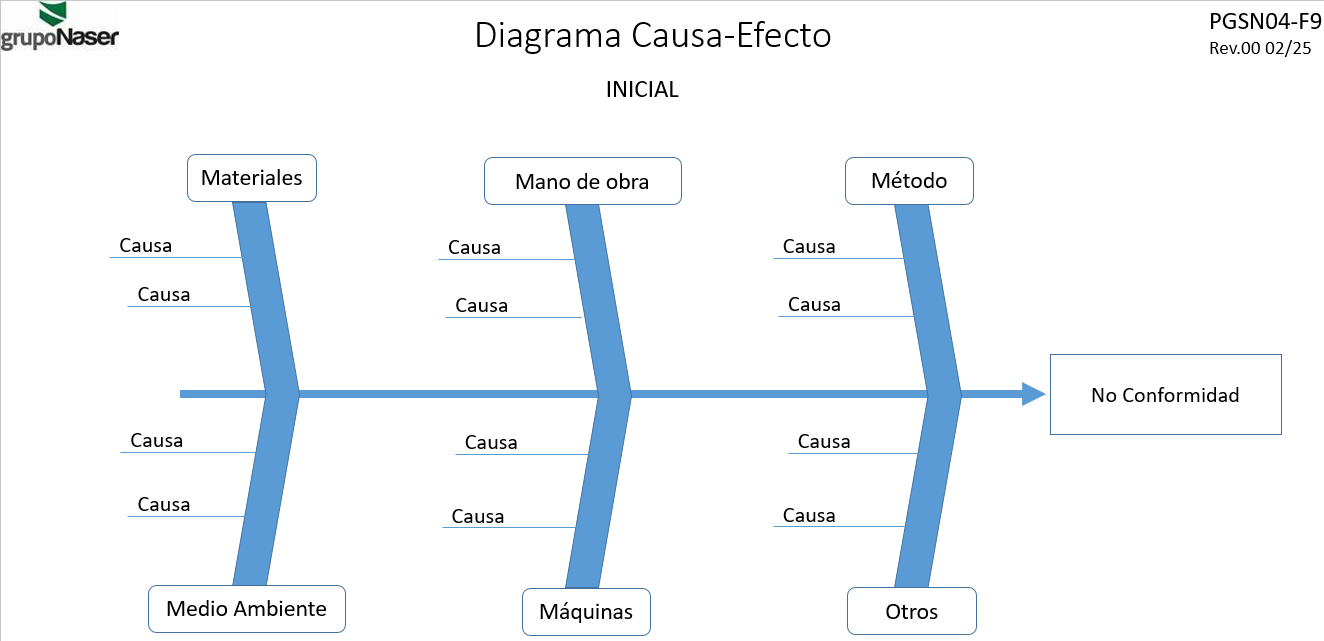 grupoNaser
Diagrama Causa-Efecto
PGSN04-F9
Rev.00 02/25
INICIAL
Materiales
Mano de obra
Método
Causa
Causa
Causa
Causa
Causa
Causa
No Conformidad
Causa
Causa
Causa
Causa
Causa
Causa
Medio Ambiente
Máquinas
Otros